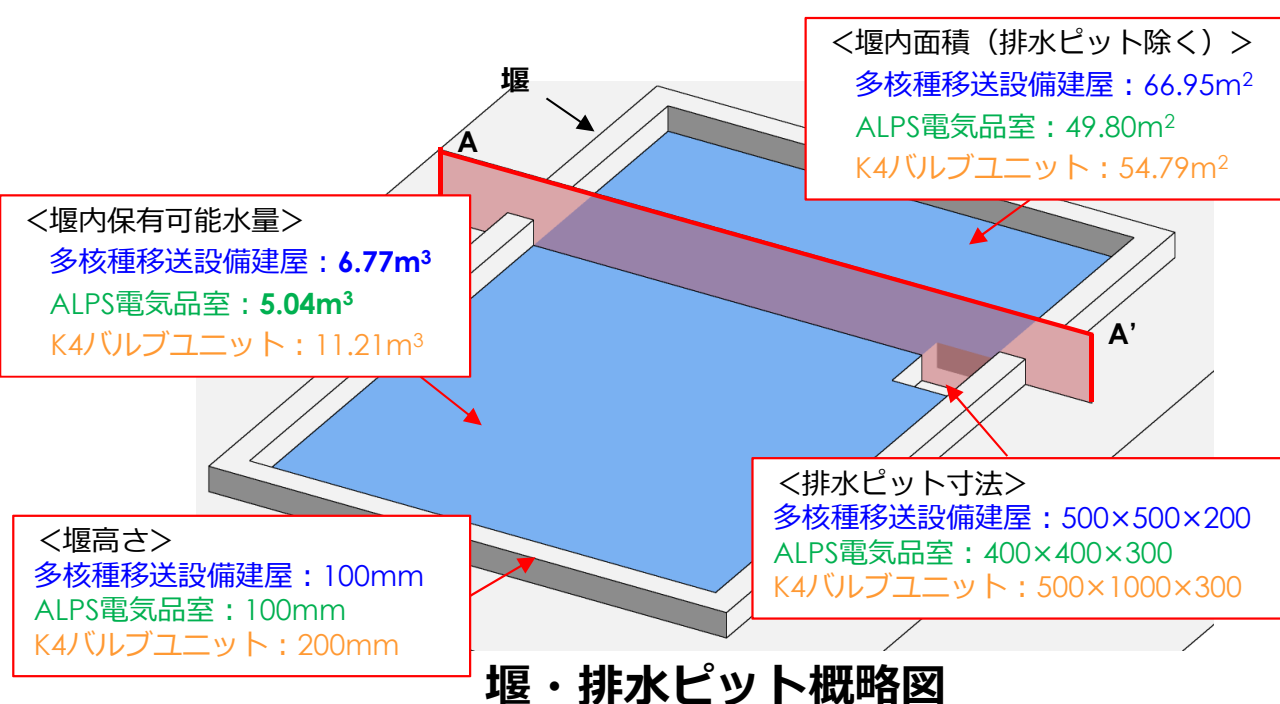 ＜堰内面積（排水ピット除く）＞
多核種移送設備建屋：66.95m²
ALPS電気品室：49.80m²
K4バルブユニット：54.79m²
堰
A
＜堰内保有可能水量＞
多核種移送設備建屋：6.77m³
ALPS電気品室：5.04m³
K4バルブユニット：11.21m³
A’
＜排水ピット寸法＞
多核種移送設備建屋：500×500×200
ALPS電気品室：400×400×300
K4バルブユニット：500×1000×300
＜堰高さ＞
多核種移送設備建屋：100mm
ALPS電気品室：100mm
K4バルブユニット：200mm
堰・排水ピット概略図